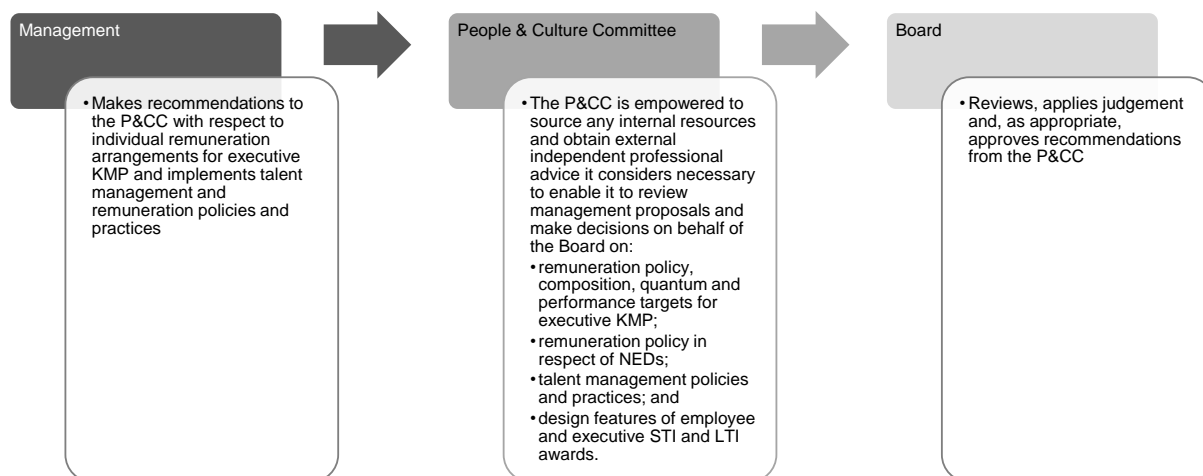 Management
• Makes recommendations to
the P&CC with respect to
individual remuneration
arrangements for executive
KMP and implements talent
management and
remuneration policies and
practices
People & Culture Committee
• The P&CC is empowered to
source any internal resources
and obtain external
independent professional
advice it considers necessary
to enable it to review
management proposals and
make decisions on behalf of
the Board on:
• remuneration policy,
composition, quantum and
performance targets for
executive KMP;
• remuneration policy in
respect of NEDs;
• talent management policies
and practices; and
• design features of employee
and executive STI and LTI
awards.
Board
• Reviews, applies judgement
and, as appropriate,
approves recommendations
from the P&CC